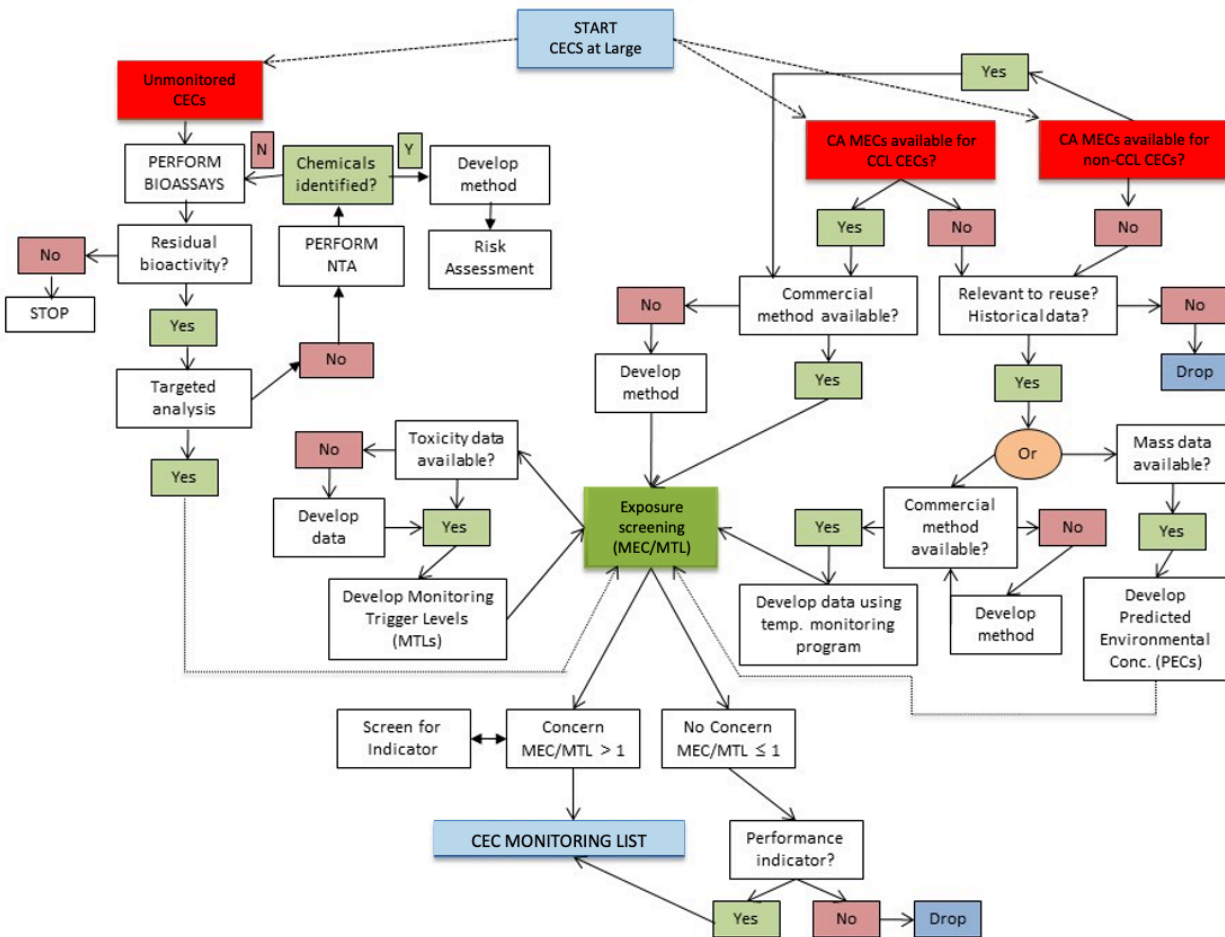 START
CECS at Large
Unmonitored
CECs
Yes
CA MECs available for
CCL CECs?
CA MECs available for
non-CCL CECs?
PERFORM
BIOASSAYS
N
Chemicals
identified?
Y
Develop
method
Yes
No
No
No
Residual
bioactivity?
PERFORM
NTA
Risk
Assessment
STOP
No
Commercial
method available?
Relevant to reuse?
Historical data?
No
Yes
No
Develop
method
Yes
Yes
Drop
Targeted
analysis
Yes
No
Toxicity data
available?
Or
Mass data
available?
Develop
data
Yes
Exposure
screening
(MEC/MTL)
Yes
Commercial
method
available?
No
Yes
Develop Monitoring
Trigger Levels
(MTLs)
Develop data using
temp. monitoring
program
Develop
method
Develop
Predicted
Environmental
Conc. (PECs)
Screen for
Indicator
Concern
MEC/MTL > 1
No Concern
MEC/MTL ≤ 1
CEC MONITORING LIST
Performance
indicator?
Yes
No
Drop